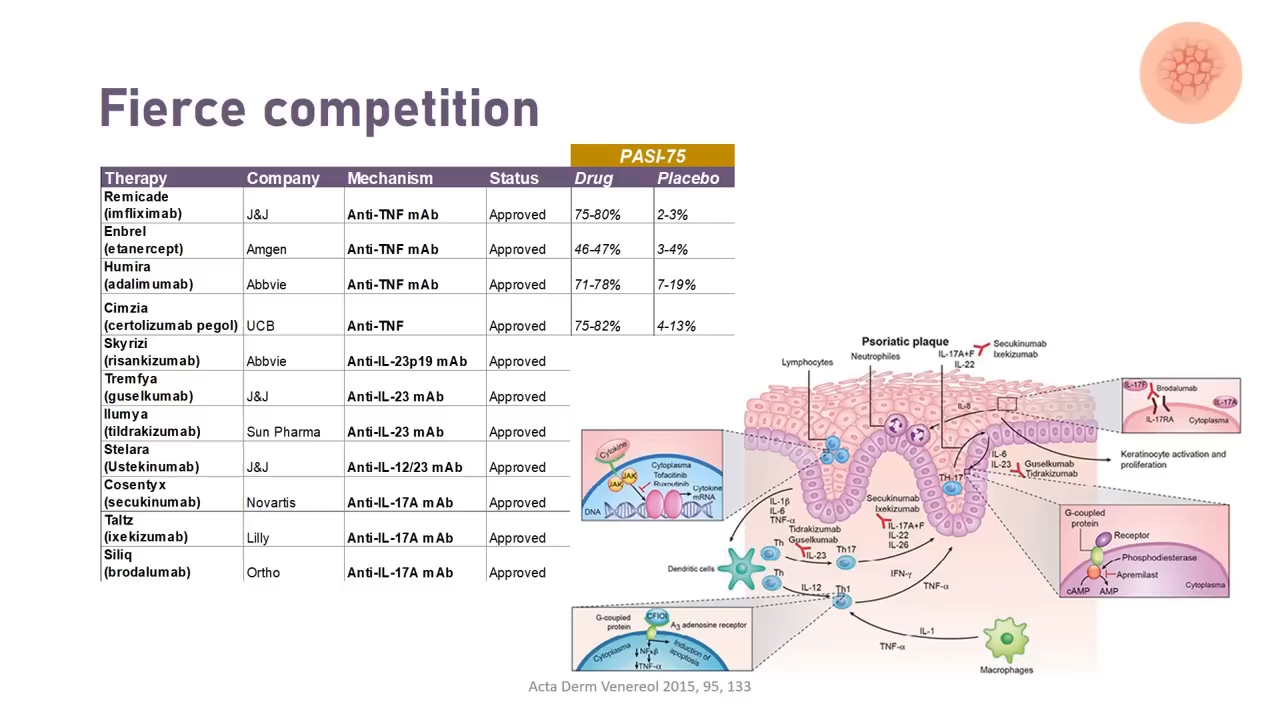 Fierce competition
PASI-75
Therapy Company Mechanism Status Drug Placebo
Remicade
(imfliximab) J&J Anti-TNF mAb Approved 75-80% 2-3%
Enbrel
(etanercept) Amgen Anti-TNF mAb Approved 46-47% 3-4%
Humira
(adalimumab) Abbvie Anti-TNF mAb Approved 71-78% 7-19%
Cimzia
(certolizumab pegol) UCB Anti-TNF Approved 75-82% 4-13%
Skyrizi
(risankizumab) Abbvie Anti-IL-23p19 mAb Approved
Tremfya
(guselkumab) J&J Anti-IL-23 mAb Approved
Ilumya
(tildrakizumab) Sun Pharma Anti-IL-23 mAb Approved
Stelara
(Ustekinumab) J&J Anti-IL-12/23 mAb Approved
Cosentyx
(secukinumab) Novartis Anti-IL-17A mAb Approved
Taltz
(ixekizumab) Lilly Anti-IL-17A mAb Approved
Siliq
(brodalumab) Ortho Anti-IL-17A mAb Approved
Psoriatic plaque
Lymphocytes
Neutrophiles
IL-17A+F
IL-22
Secukinumab
Ixekizumab
IL-8
IL-17F
Brodalumab
IL-17A
IL-17RA
Cytoplasma
Keratinocyte activation and
proliferation
IL-6
IL-23
Guselkumab
Tidrakizumab
TH-17
Cytokine
JAK
JAK
Cytoplasma
Tofacitinib
Ruxoutinib
Cytokine
mRNA
DNA
IL-1β
IL-6
TNF-α
Secukinumab
Ixekizumab
IL-17A+F
IL-22
IL-26
Tidrakizumab
Guselkumab
IL-23
Th
Th17
Dendritic cells
Th
IL-12
Th1
IFN-γ
TNF-α
G-coupled
protein
Receptor
Phosphodiesterase
Apremilast
cAMP
AMP
Cytoplasma
G-coupled
protein
CFIOI
A3 adenosine receptor
Cytoplasma
NFκβ
TNF-α
Induction of
apoptosis
IL-1
TNF-α
Macrophages
Acta Derm Venereol 2015, 95, 133